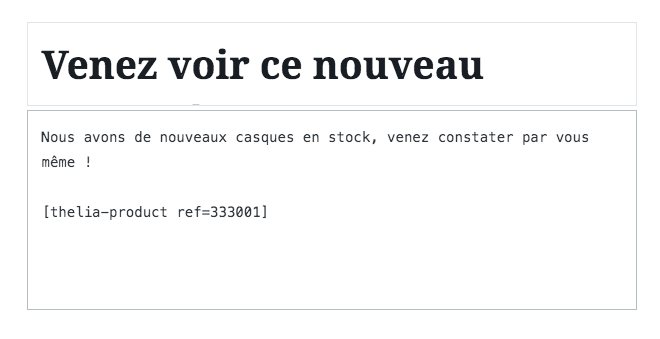 Venez voir ce nouveau
Nous avons de nouveaux casques en stock, venez constater par vous
même !
[thelia-product ref=333001]